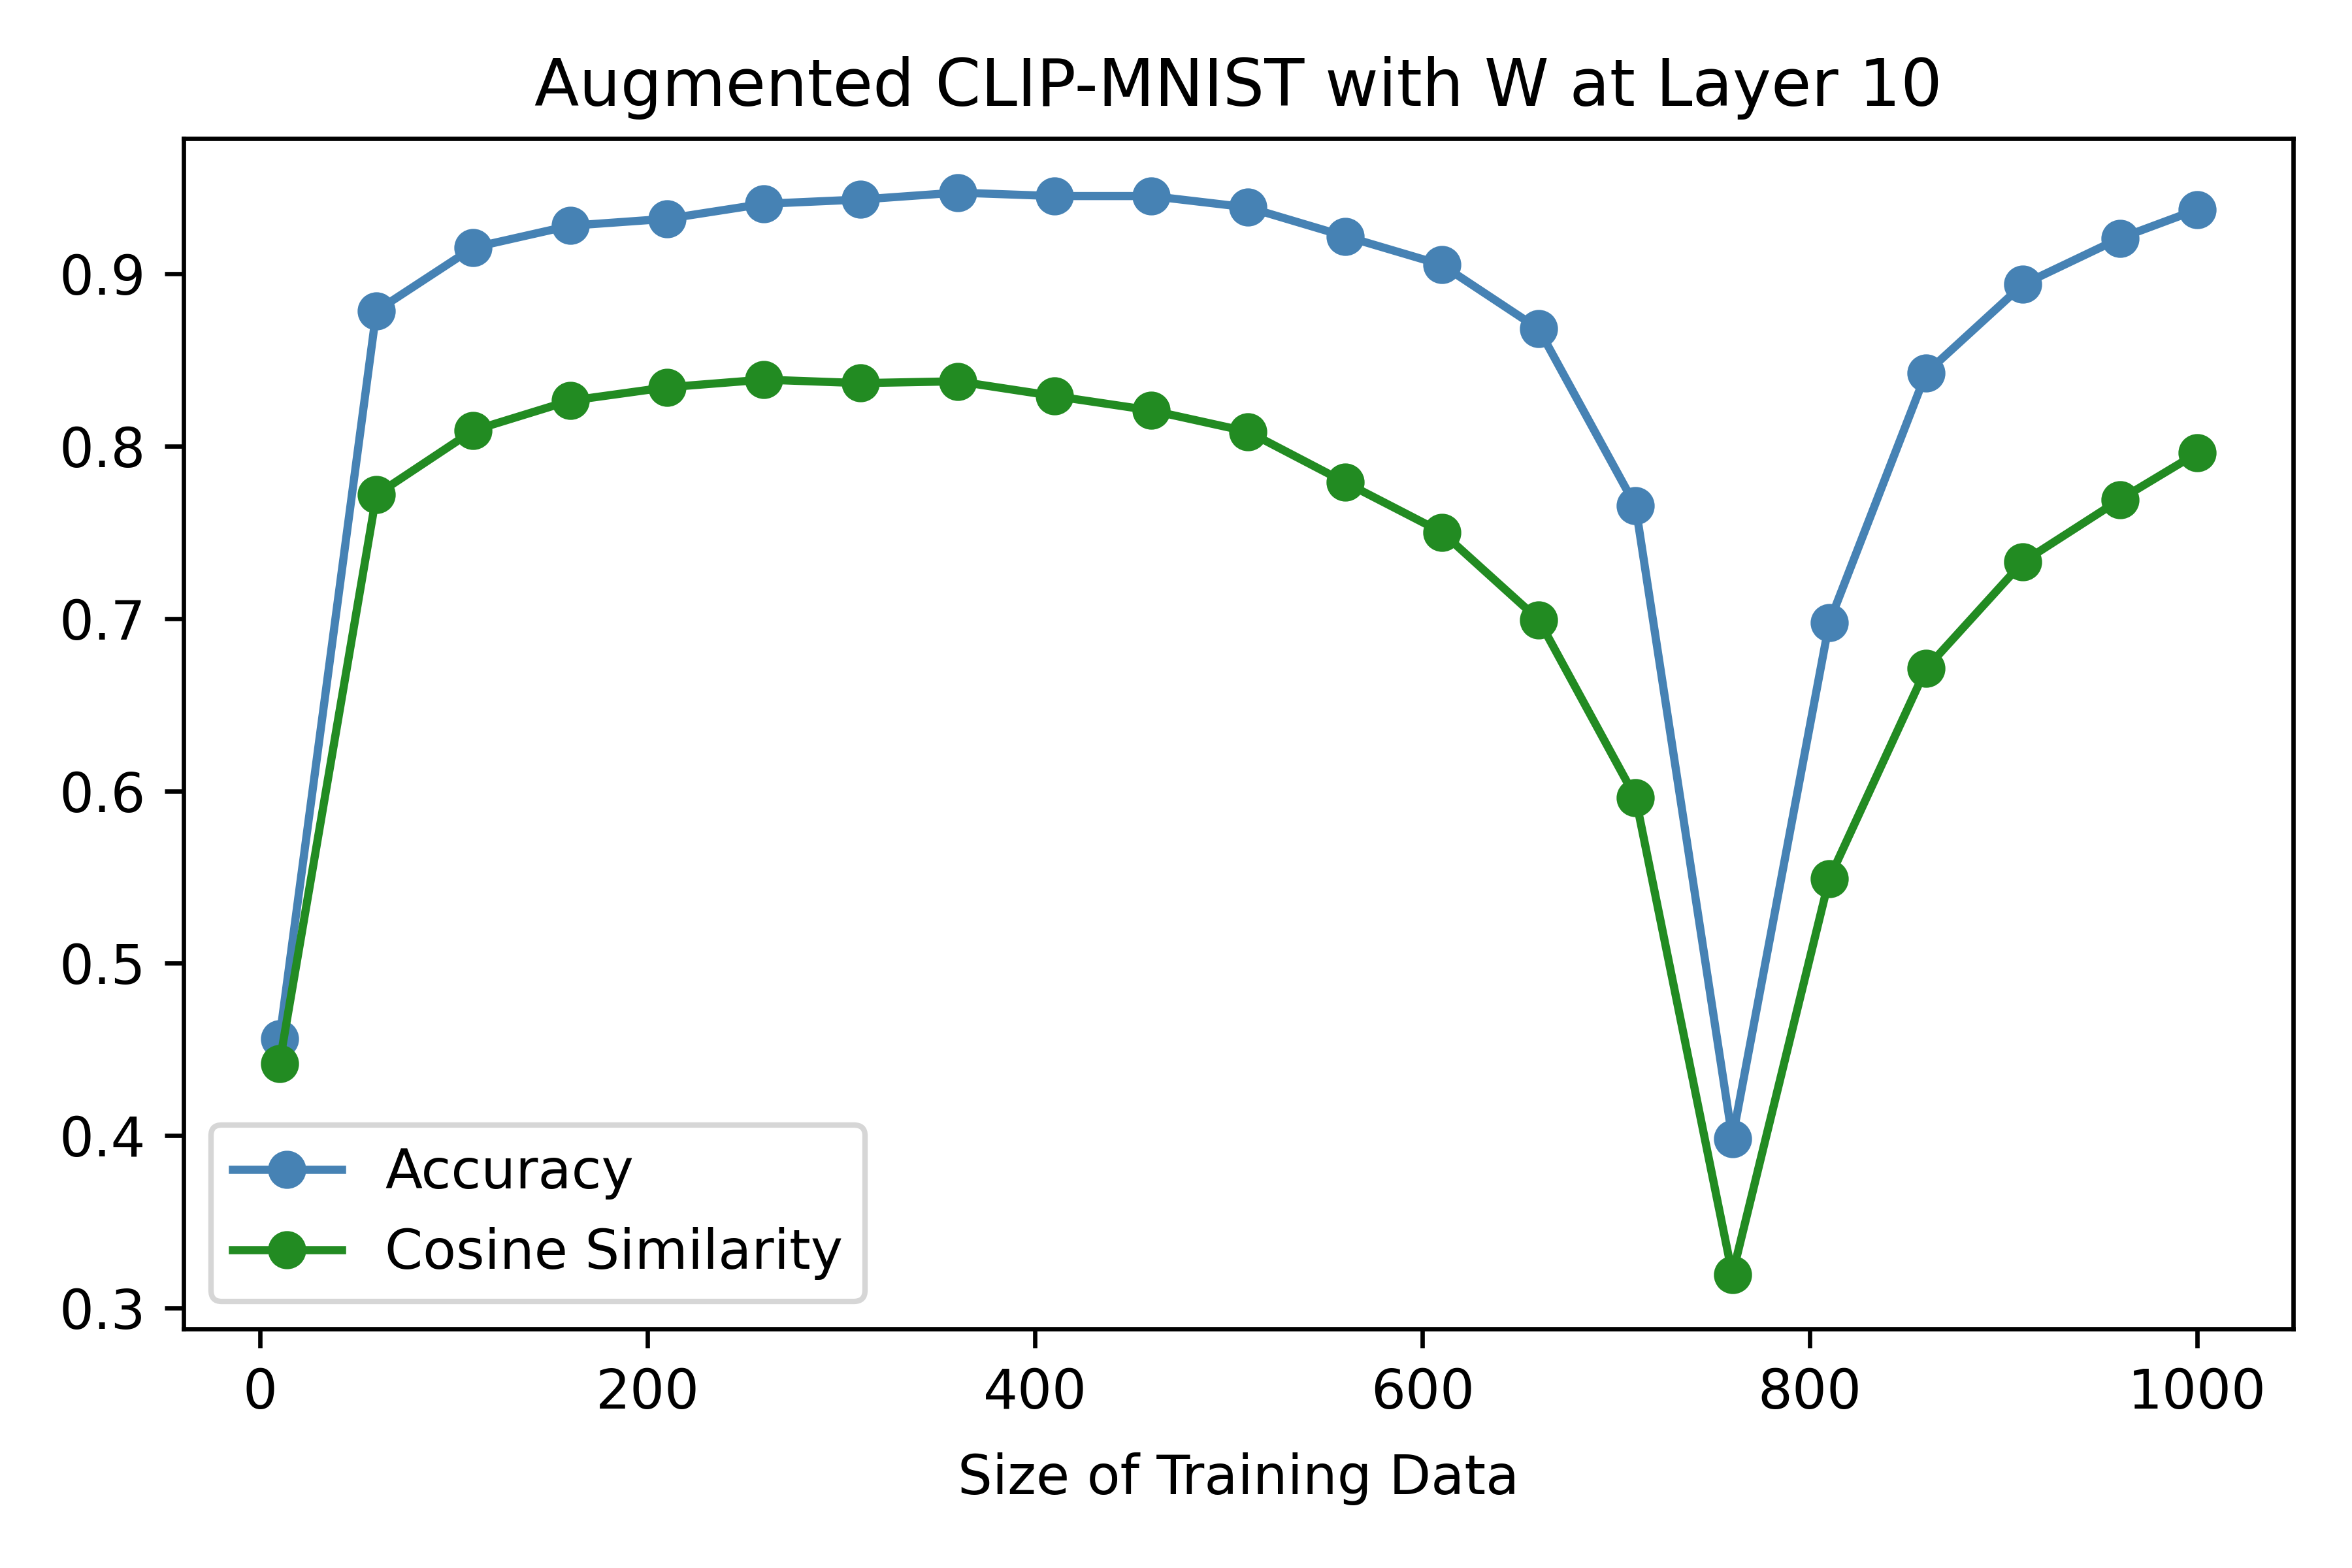 Augmented CLIP-MNIST with W at Layer 10
0.9
0.8
0.7
0.6
0.5
0.4
0.3
Accuracy
Cosine Similarity
0 200 400 600 800 1000
Size of Training Data